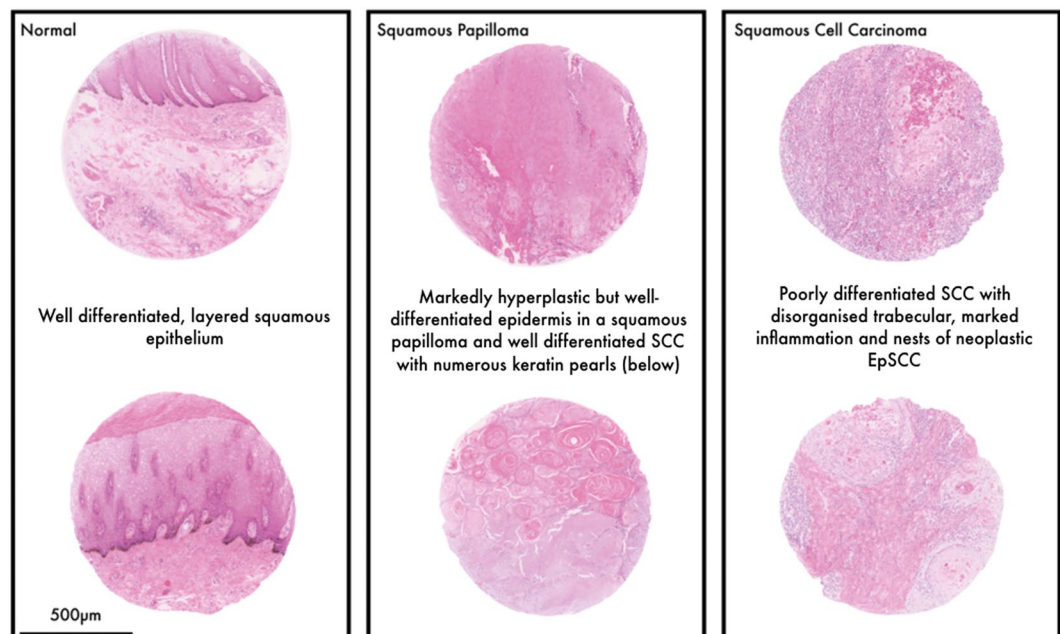 Normal
Well differentiated, layered squamous
epithelium
500µm
Squamous Papilloma
Markedly hyperplastic but well-
differentiated epidermis in a squamous
papilloma and well differentiated SCC
with numerous keratin pearls (below)
Squamous Cell Carcinoma
Poorly differentiated SCC with
disorganised trabecular, marked
inflammation and nests of neoplastic
EpSCC